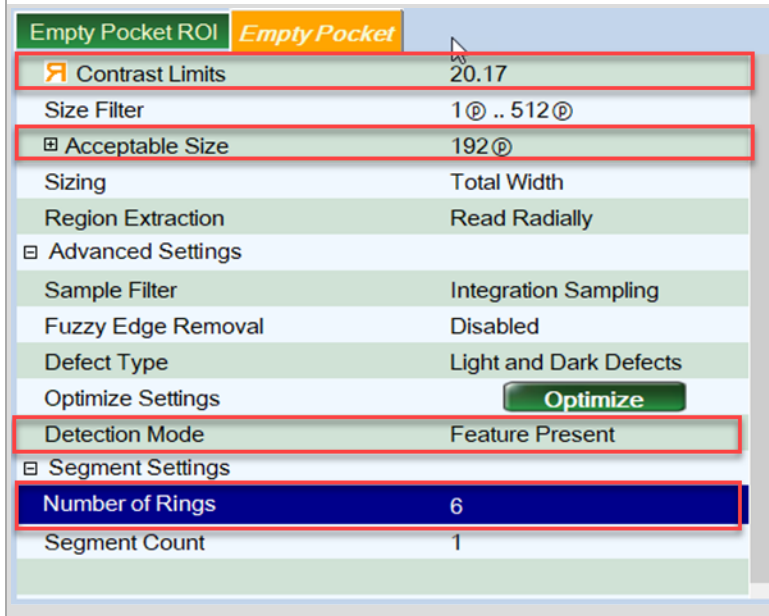 Empty Pocket ROI Empty Pocket
Я Contrast Limits 20.17
Size Filter 1ⓟ .. 512ⓟ
⊞ Acceptable Size 192ⓟ
Sizing Total Width
Region Extraction Read Radially
⊟ Advanced Settings
Sample Filter Integration Sampling
Fuzzy Edge Removal Disabled
Defect Type Light and Dark Defects
Optimize Settings Optimize
Detection Mode Feature Present
⊟ Segment Settings
Number of Rings 6
Segment Count 1